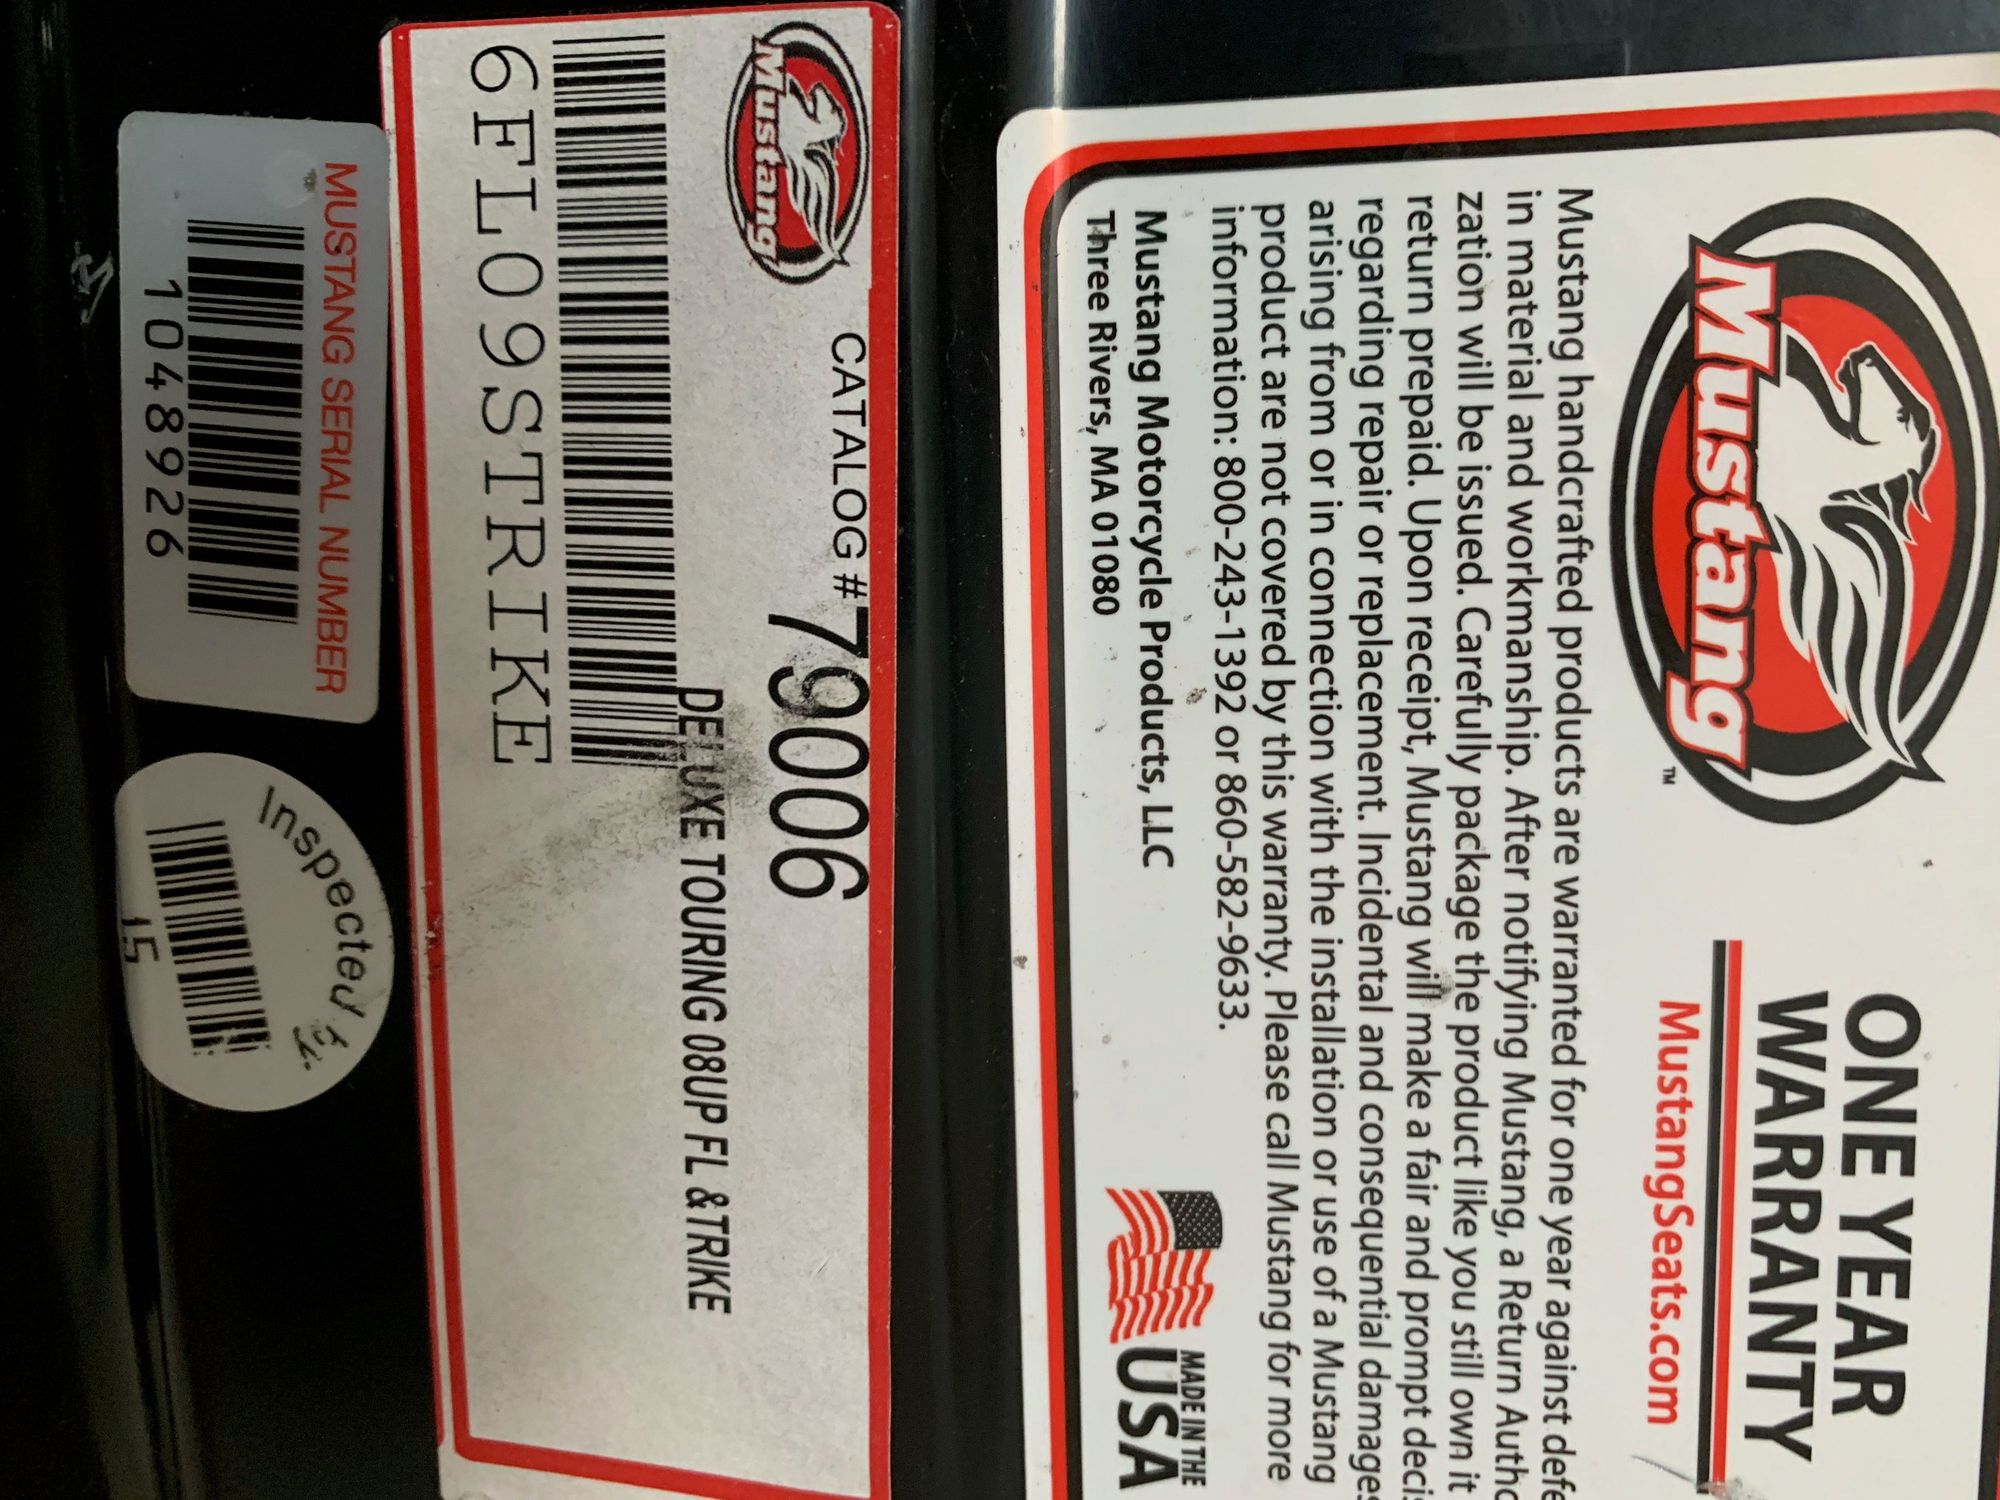 Mustang™
ONE YEAR
WARRANTY
MustangSeats.com
Mustang handcrafted products are warranted for one year against defe
in material and workmanship. After notifying Mustang, a Return Autho
zation will be issued. Carefully package the product like you still own it
return prepaid. Upon receipt, Mustang will make a fair and prompt deci
regarding repair or replacement. Incidental and consequential damages
arising from or in connection with the installation or use of a Mustang
product are not covered by this warranty. Please call Mustang for more
information: 800-243-1392 or 860-582-9633.
Mustang Motorcycle Products, LLC
Three Rivers, MA 01080
MADE IN THE
USA
Mustang
CATALOG # 79006
DELUXE TOURING 08UP FL &TRIKE
6FL09STRIKE
MUSTANG SERIAL NUMBER
1048926
Inspected
15